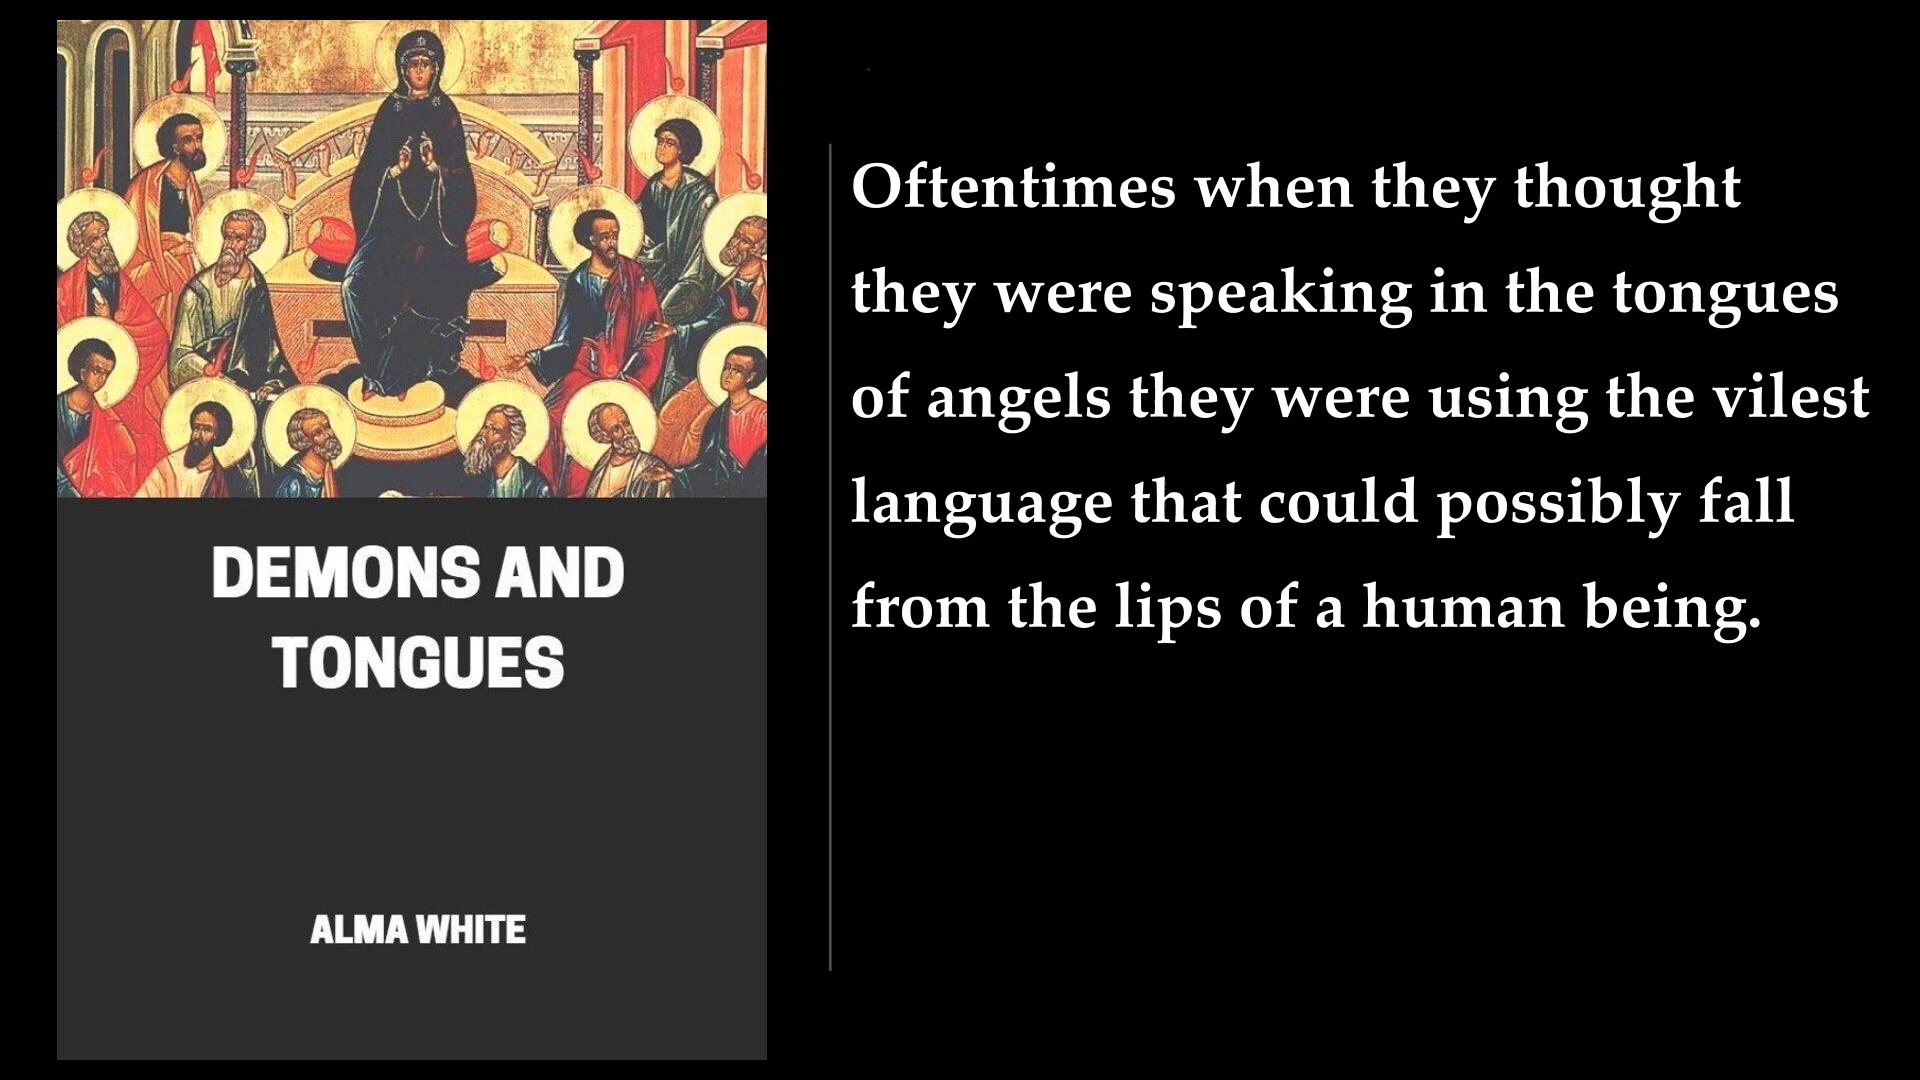 DEMONS AND
TONGUES
ALMA WHITE
Oftentimes when they thought
they were speaking in the tongues
of angels they were using the vilest
language that could possibly fall
from the lips of a human being.